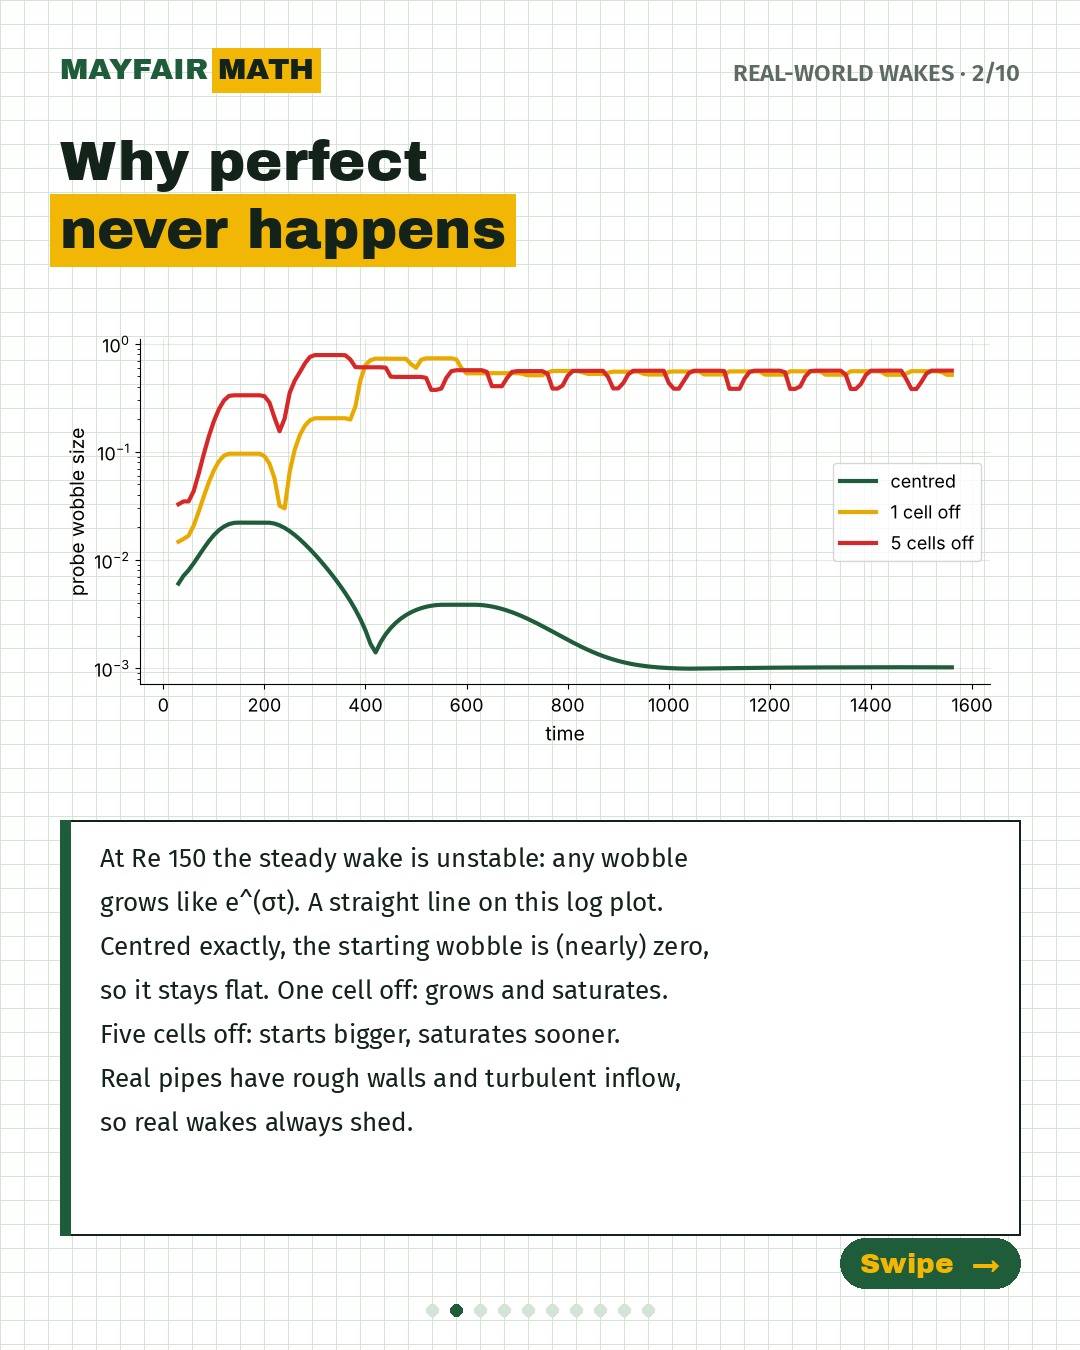 MAYFAIR MATH
REAL-WORLD WAKES · 2/10
Why perfect
never happens
10⁰
10⁻¹
10⁻²
10⁻³
probe wobble size
centred
1 cell off
5 cells off
0 200 400 600 800 1000 1200 1400 1600
time
At Re 150 the steady wake is unstable: any wobble
grows like e^(σt). A straight line on this log plot.
Centred exactly, the starting wobble is (nearly) zero,
so it stays flat. One cell off: grows and saturates.
Five cells off: starts bigger, saturates sooner.
Real pipes have rough walls and turbulent inflow,
so real wakes always shed.
Swipe →